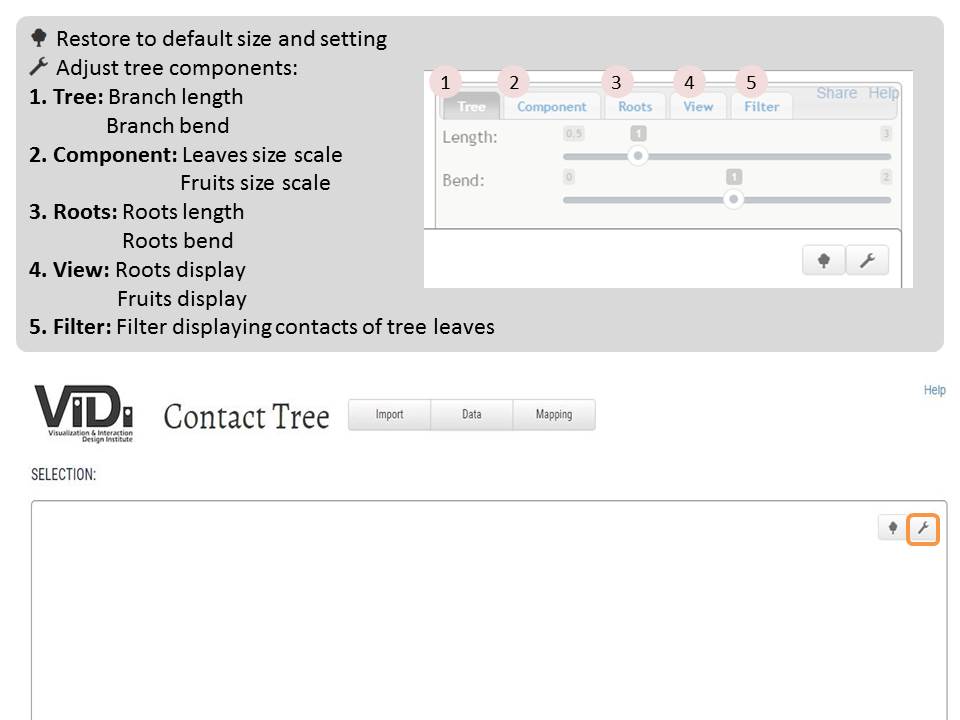 Restore to default size and setting
Adjust tree components:
1. Tree: Branch length
Branch bend
2. Component: Leaves size scale
Fruits size scale
3. Roots: Roots length
Roots bend
4. View: Roots display
Fruits display
5. Filter: Filter displaying contacts of tree leaves
1 2 3 4 5
Share Help
Tree Component Roots View Filter
Length: 0.5 1 3
Bend: 0 1 2
ViDi
Visualization & Interaction
Design Institute
Contact Tree
Import Data Mapping
Help
SELECTION: